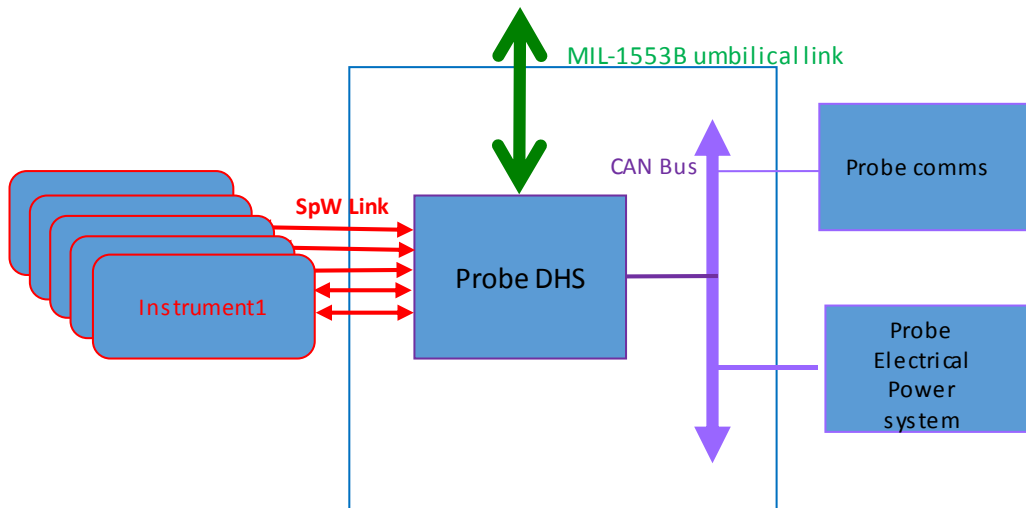 MIL-1553B umbilical link
CAN Bus
Probe comms
SpW Link
Probe DHS
Instrument1
Probe
Electrical
Power
system